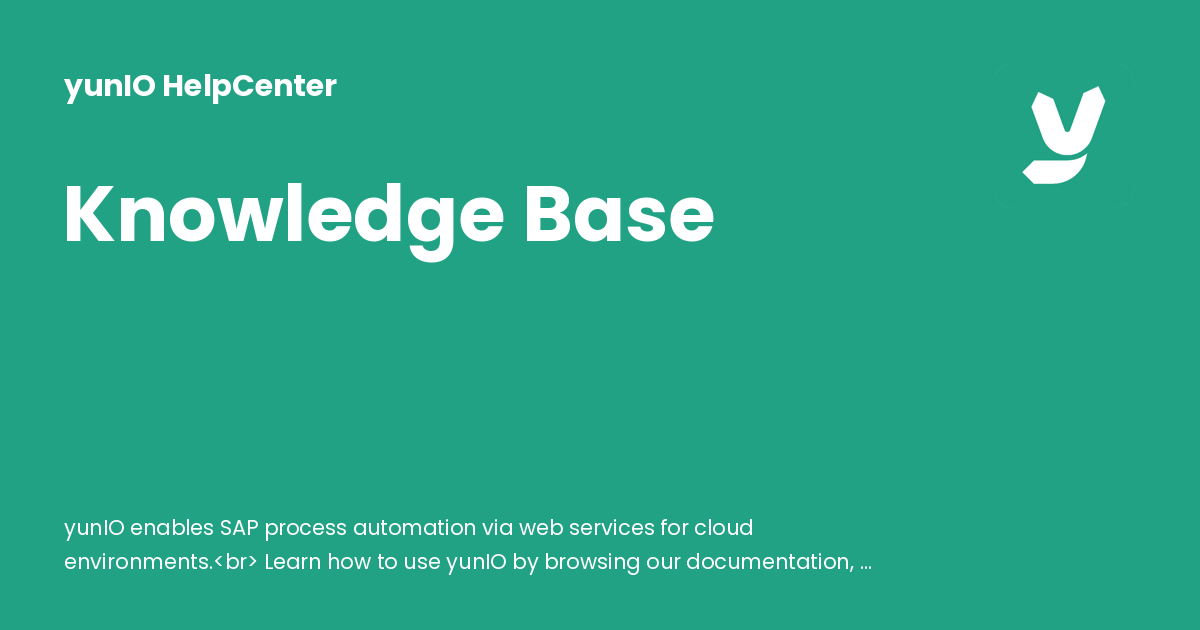 yunIO HelpCenter
Knowledge Base
yunIO enables SAP process automation via web services for cloud
environments.<br> Learn how to use yunIO by browsing our documentation, ...